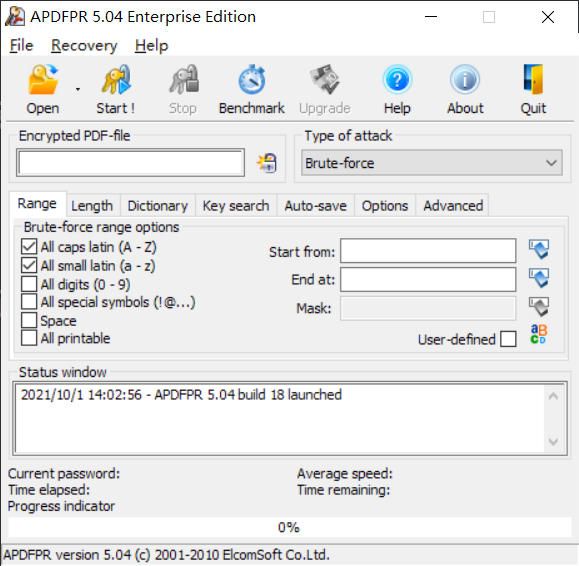 APDFPR 5.04 Enterprise Edition
File Recovery Help
Open Start ! Stop Benchmark Upgrade Help About Quit
Encrypted PDF-file
Type of attack
Brute-force
Range Length Dictionary Key search Auto-save Options Advanced
Brute-force range options
All caps latin (A - Z)
All small latin (a - z)
All digits (0 - 9)
All special symbols (!@...)
Space
All printable
Start from:
End at:
Mask:
User-defined
Status window
2021/10/1 14:02:56 - APDFPR 5.04 build 18 launched
Current password:
Average speed:
Time elapsed:
Time remaining:
Progress indicator
0%
APDFPR version 5.04 (c) 2001-2010 ElcomSoft Co.Ltd.